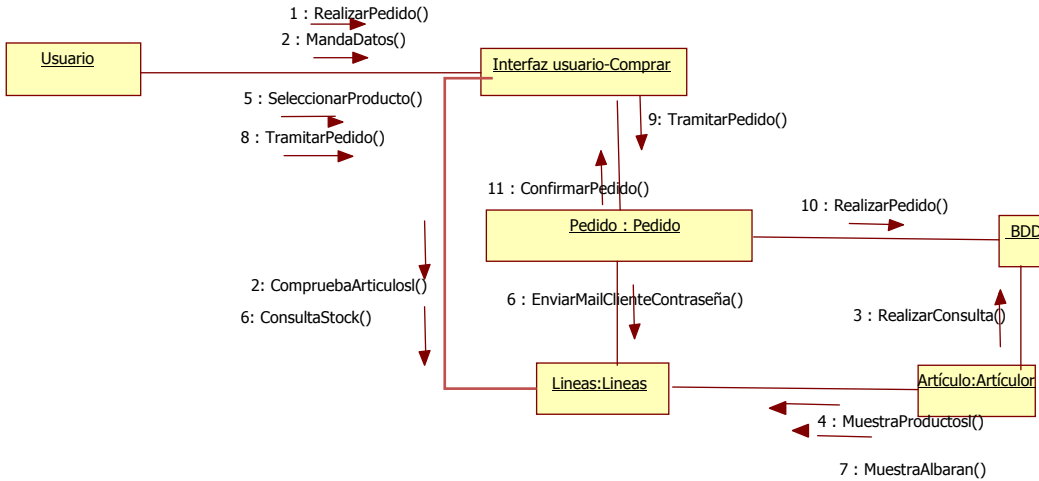 1 : RealizarPedido()
2 : MandaDatos()
Usuario
Interfaz usuario-Comprar
5 : SeleccionarProducto()
8 : TramitarPedido()
9: TramitarPedido()
11 : ConfirmarPedido()
10 : RealizarPedido()
Pedido : Pedido
BDD
2: CompruebaArticulosl()
6: ConsultaStock()
6 : EnviarMailClienteContraseña()
3 : RealizarConsulta()
Lineas:Lineas
Artículo:Artículor
4 : MuestraProductosl()
7 : MuestraAlbaran()